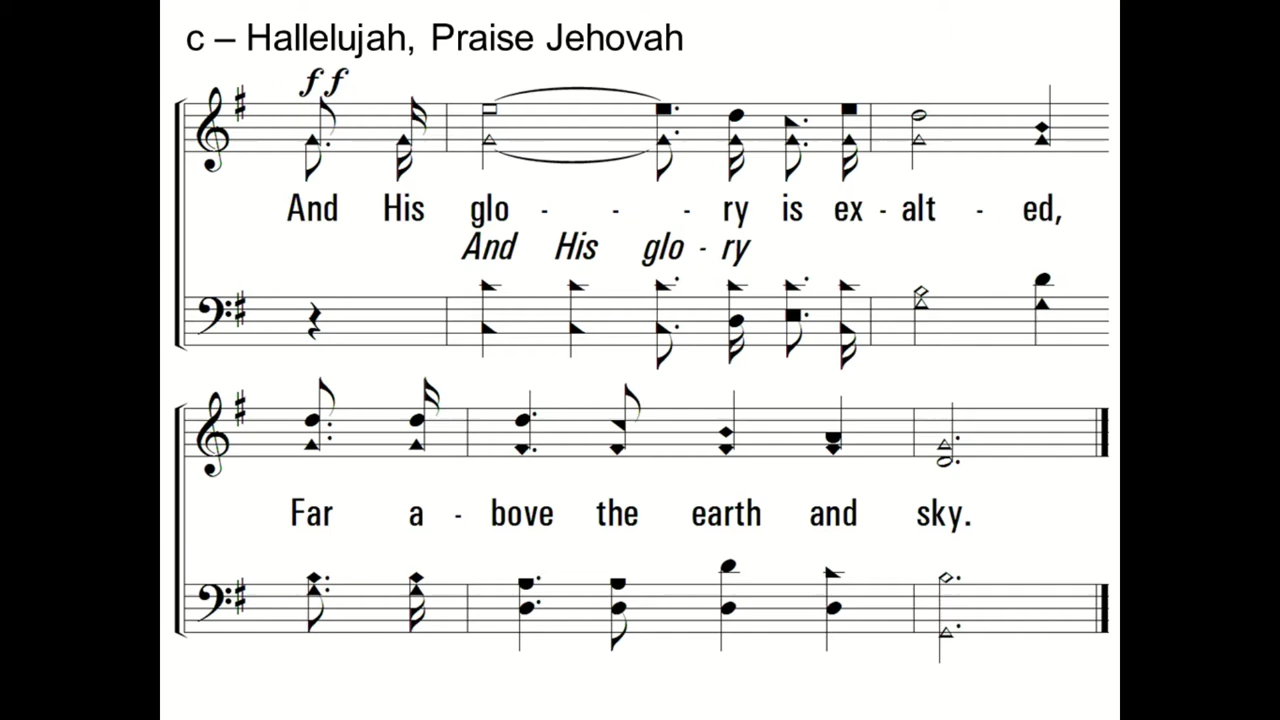 c – Hallelujah, Praise Jehovah
ff
And His glo - - - ry is ex - alt - ed,
And His glo - ry
Far a - bove the earth and sky.